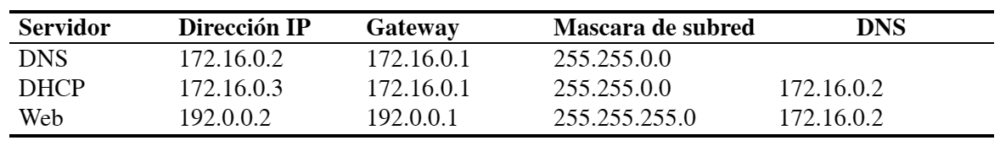 Servidor Dirección IP Gateway Mascara de subred DNS
DNS 172.16.0.2 172.16.0.1 255.255.0.0
DHCP 172.16.0.3 172.16.0.1 255.255.0.0 172.16.0.2
Web 192.0.0.2 192.0.0.1 255.255.255.0 172.16.0.2